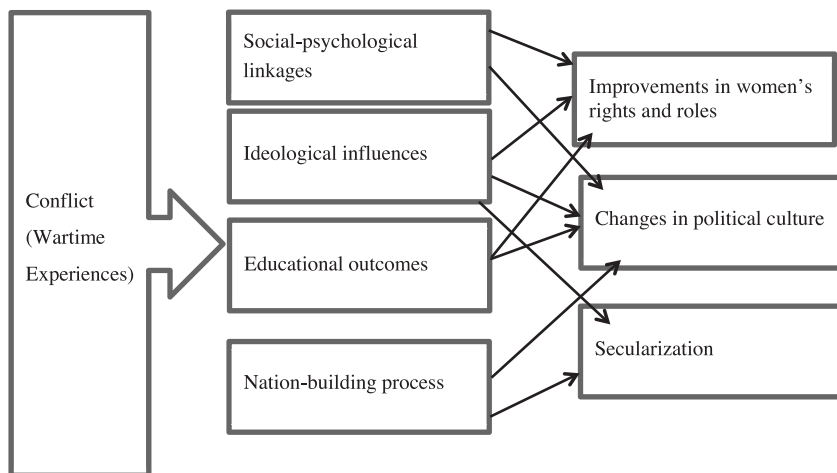 Conflict
(Wartime
Experiences)
Social-psychological
linkages
Ideological influences
Educational outcomes
Nation-building process
Improvements in women’s
rights and roles
Changes in political culture
Secularization